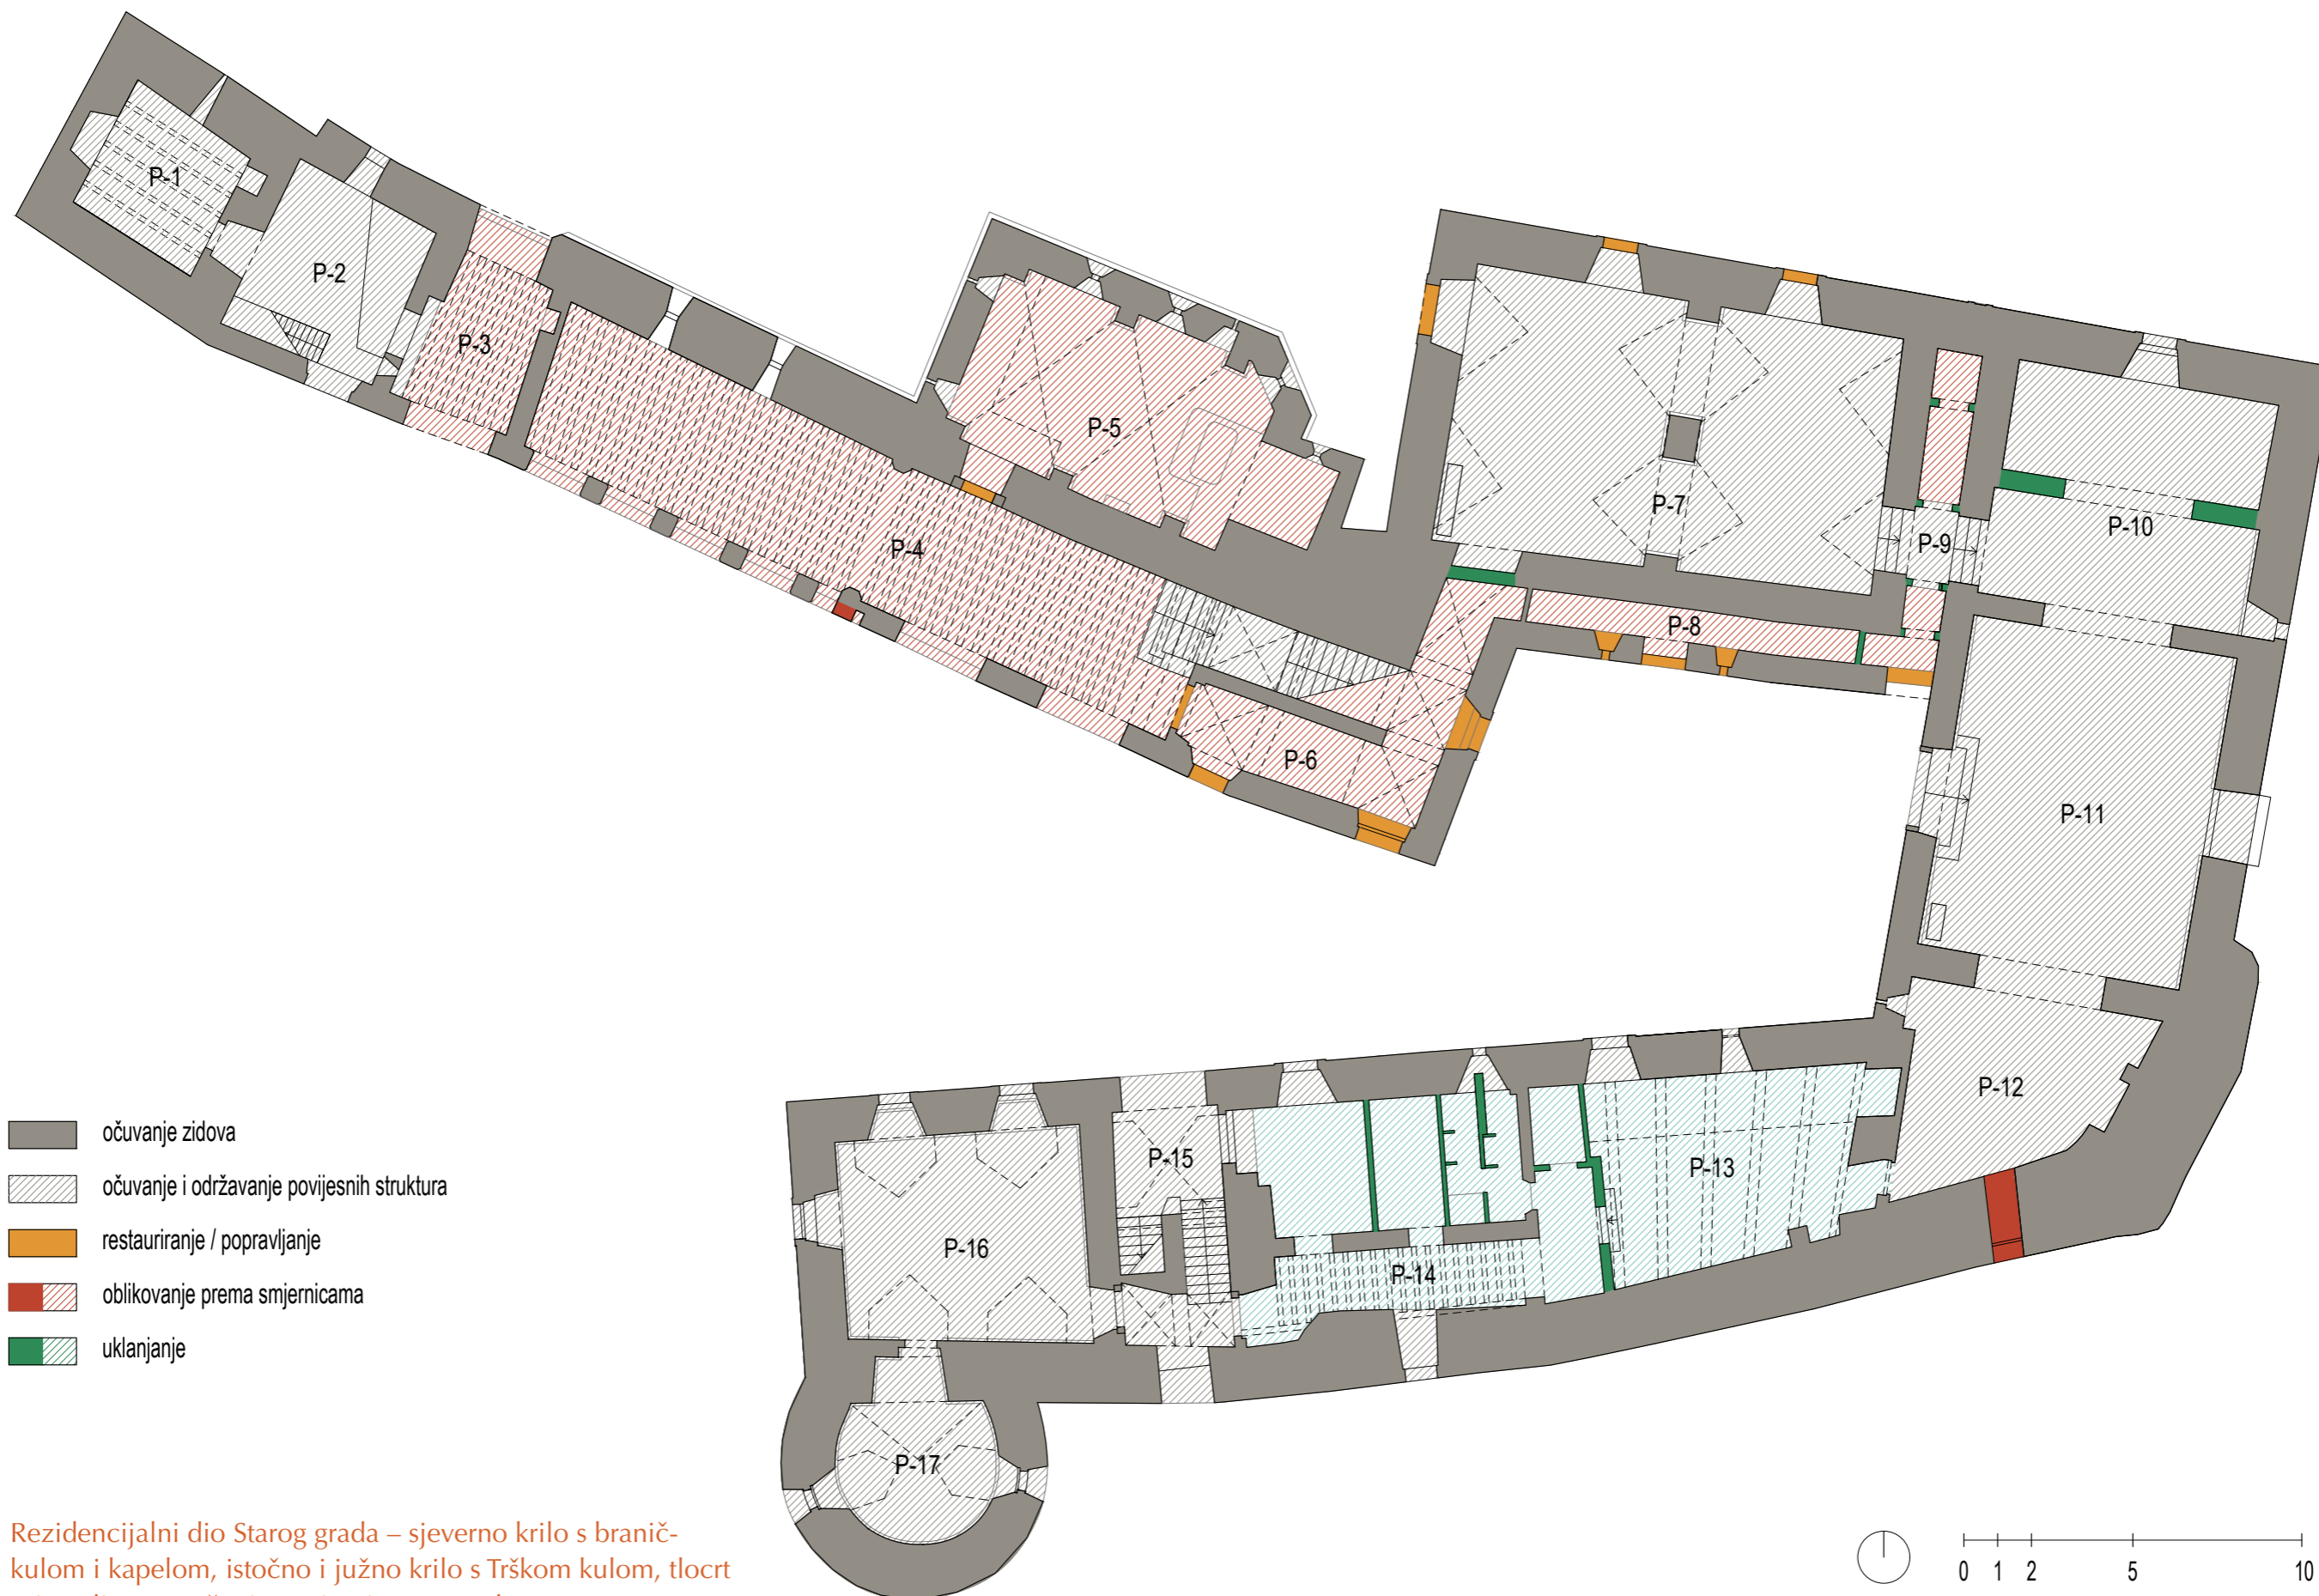 P-1
P-2
P-3
P-4
P-5
P-6
P-7
P-8
P-9
P-10
P-11
P-12
P-13
P-14
P-15
P-16
P-17
očuvanje zidova
očuvanje i održavanje povijesnih struktura
restauriranje / popravljanje
oblikovanje prema smjernicama
uklanjanje
Rezidencijalni dio Starog grada – sjeverno krilo s branič-
kulom i kapelom, istočno i južno krilo s Trškom kulom, tlocrt
0 1 2 5 10